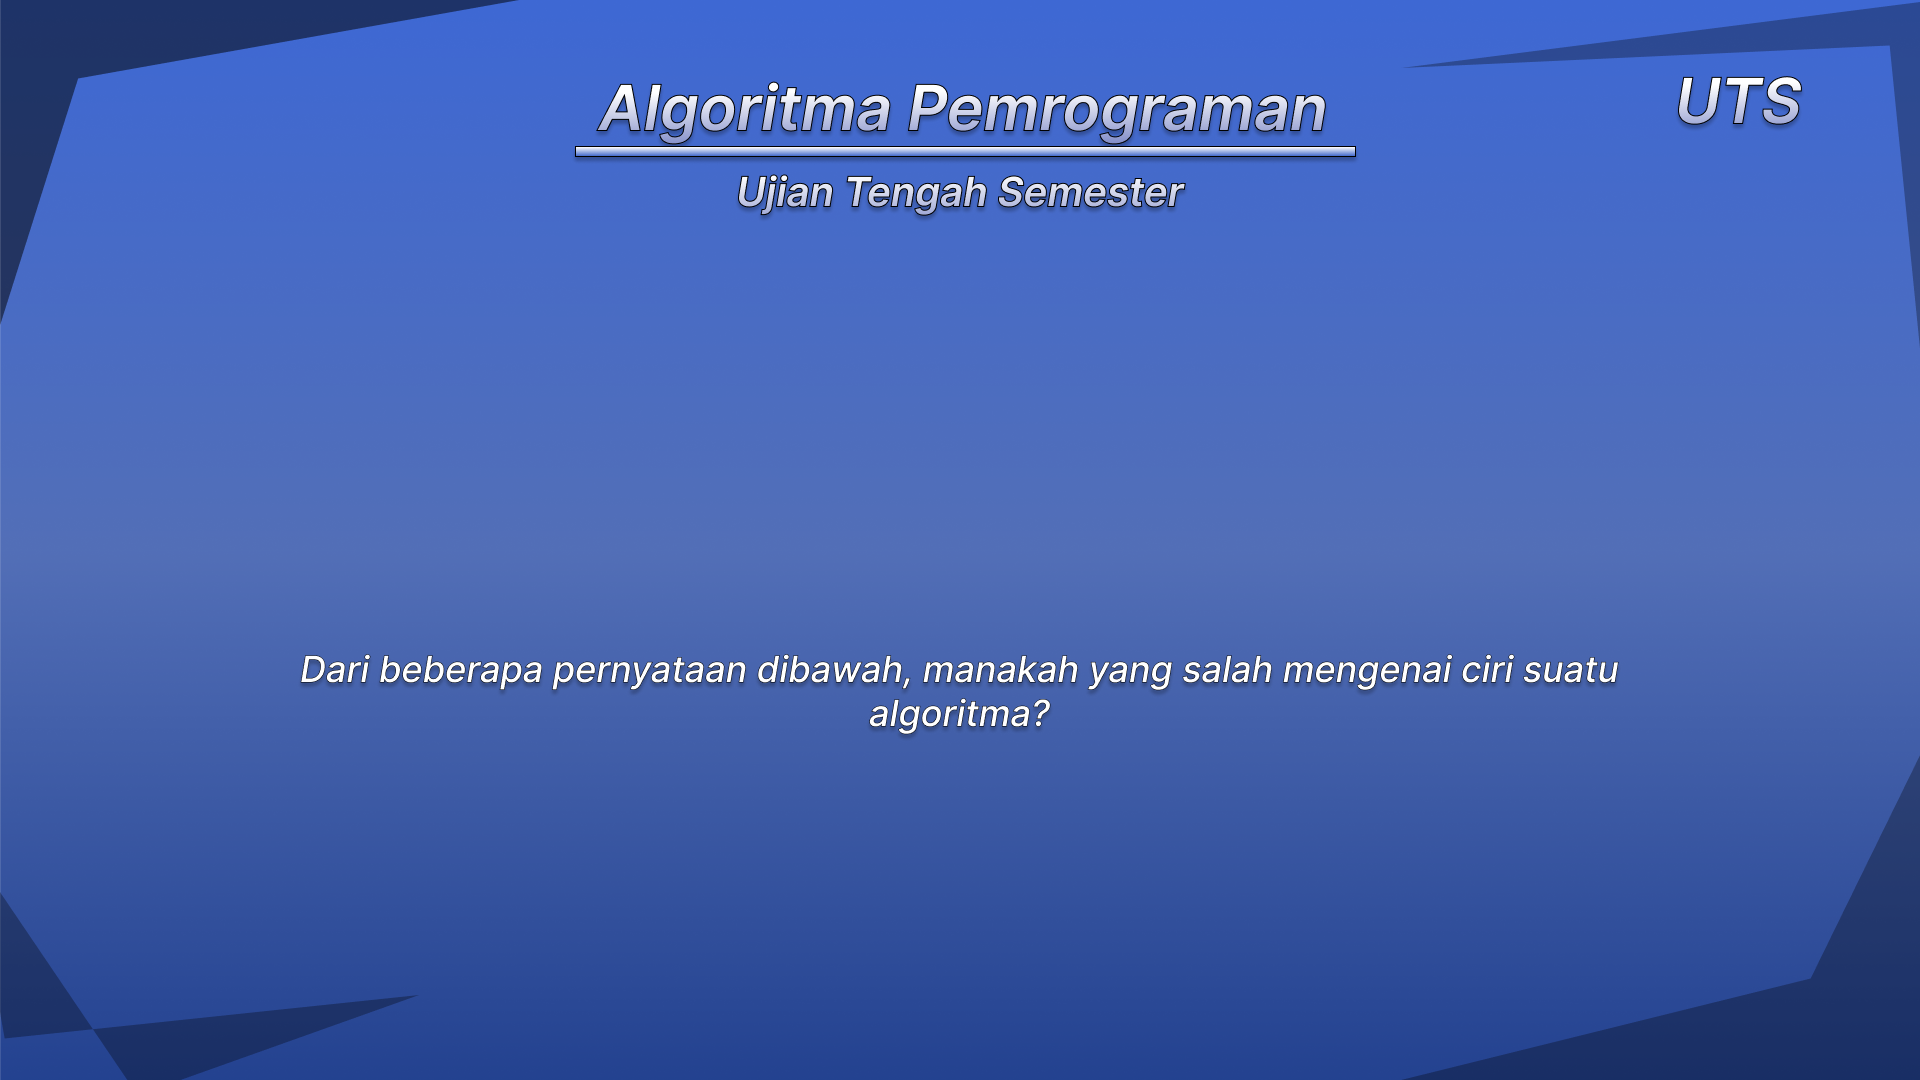 Algoritma Pemrograman
UTS
Ujian Tengah Semester
Dari beberapa pernyataan dibawah, manakah yang salah mengenai ciri suatu
algoritma?